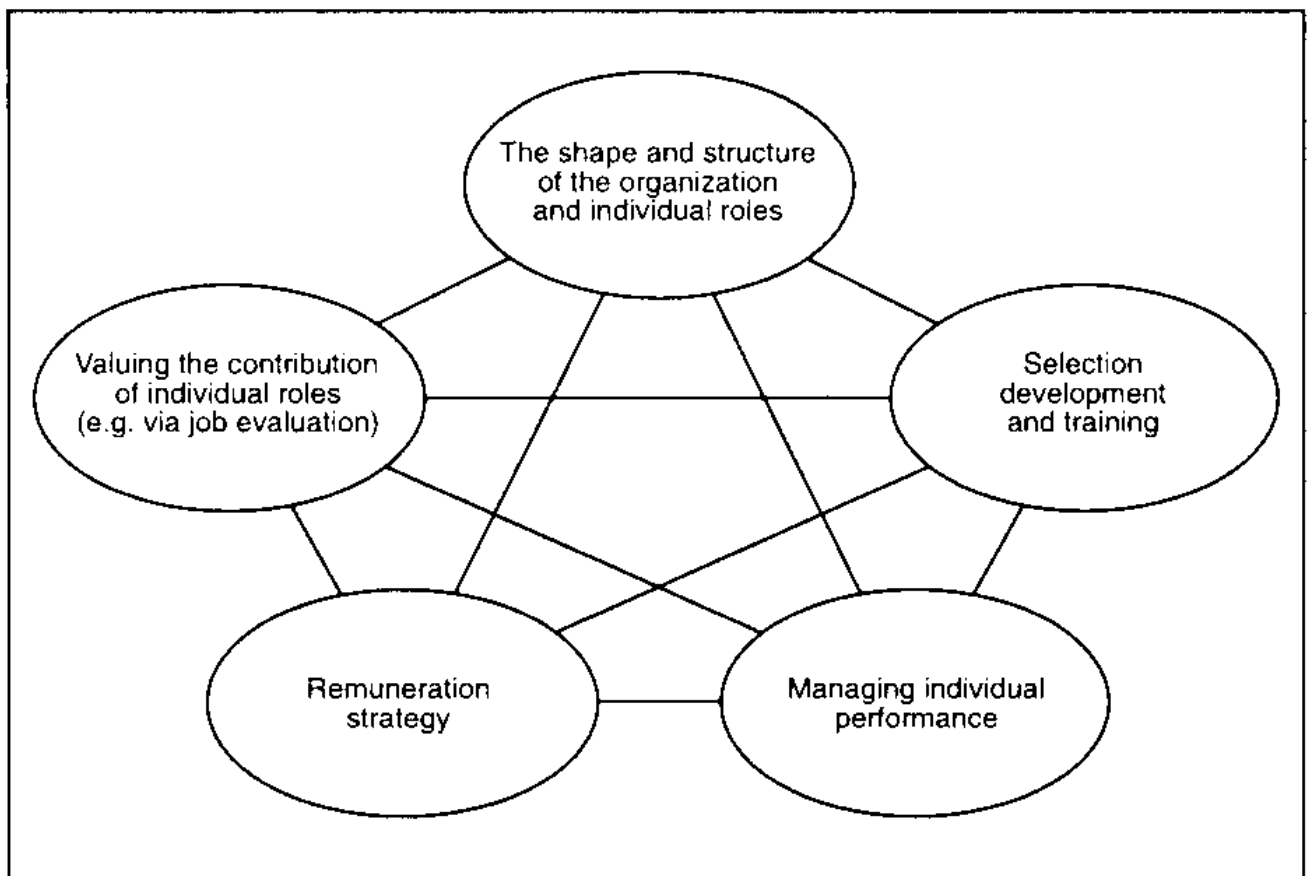 The shape and structure
of the organization
and individual roles
Valuing the contribution
of individual roles
(e.g. via job evaluation)
Selection
development
and training
Remuneration
strategy
Managing individual
performance